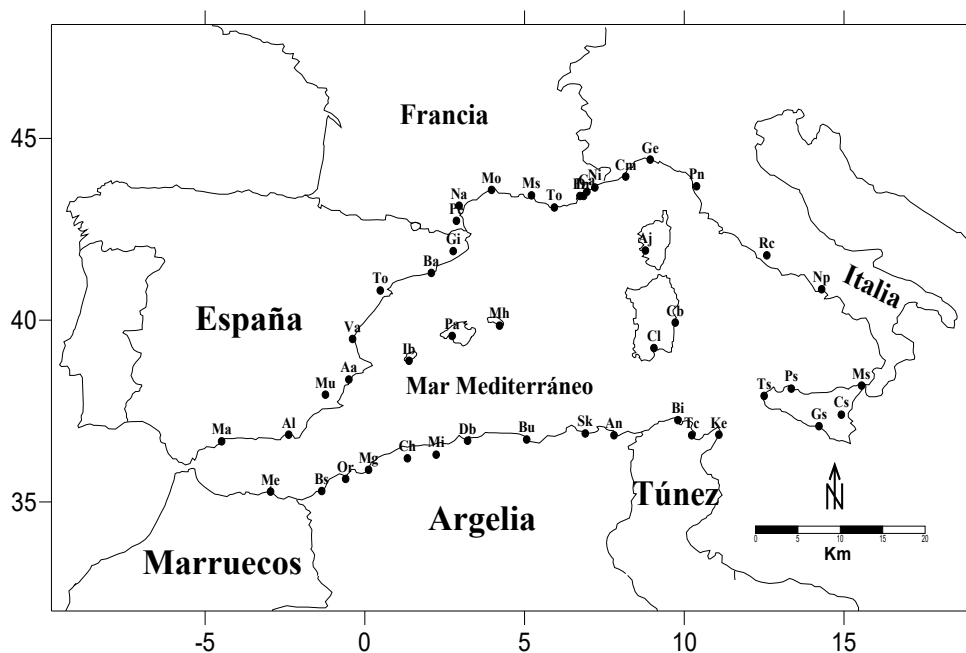 Francia
45
Ge
Ni
Cm
Pn
Mo
Ms
To
Na
Gi
Ba
Aj
Rc
Np
Italia
To
España
40
Va
Pa
Mh
Cb
Cl
Ib
Aa
Mar Mediterráneo
Mu
Ts
Ps
Ms
Cs
Gs
Ma
Al
Me
Bs
Or
Mg
Ch
Mi
Db
Bu
Sk
An
Bi
Tc
Ke
N
35
Túnez
Argelia
Marruecos
0 5 10 15 20
Km
-5 0 5 10 15